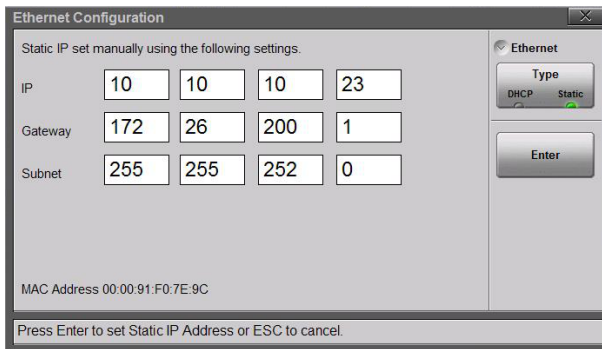 Ethernet Configuration
Static IP set manually using the following settings.
IP 10 10 10 23
Gateway 172 26 200 1
Subnet 255 255 252 0
MAC Address 00:00:91:F0:7E:9C
Press Enter to set Static IP Address or ESC to cancel.
Ethernet
Type
DHCP Static
Enter